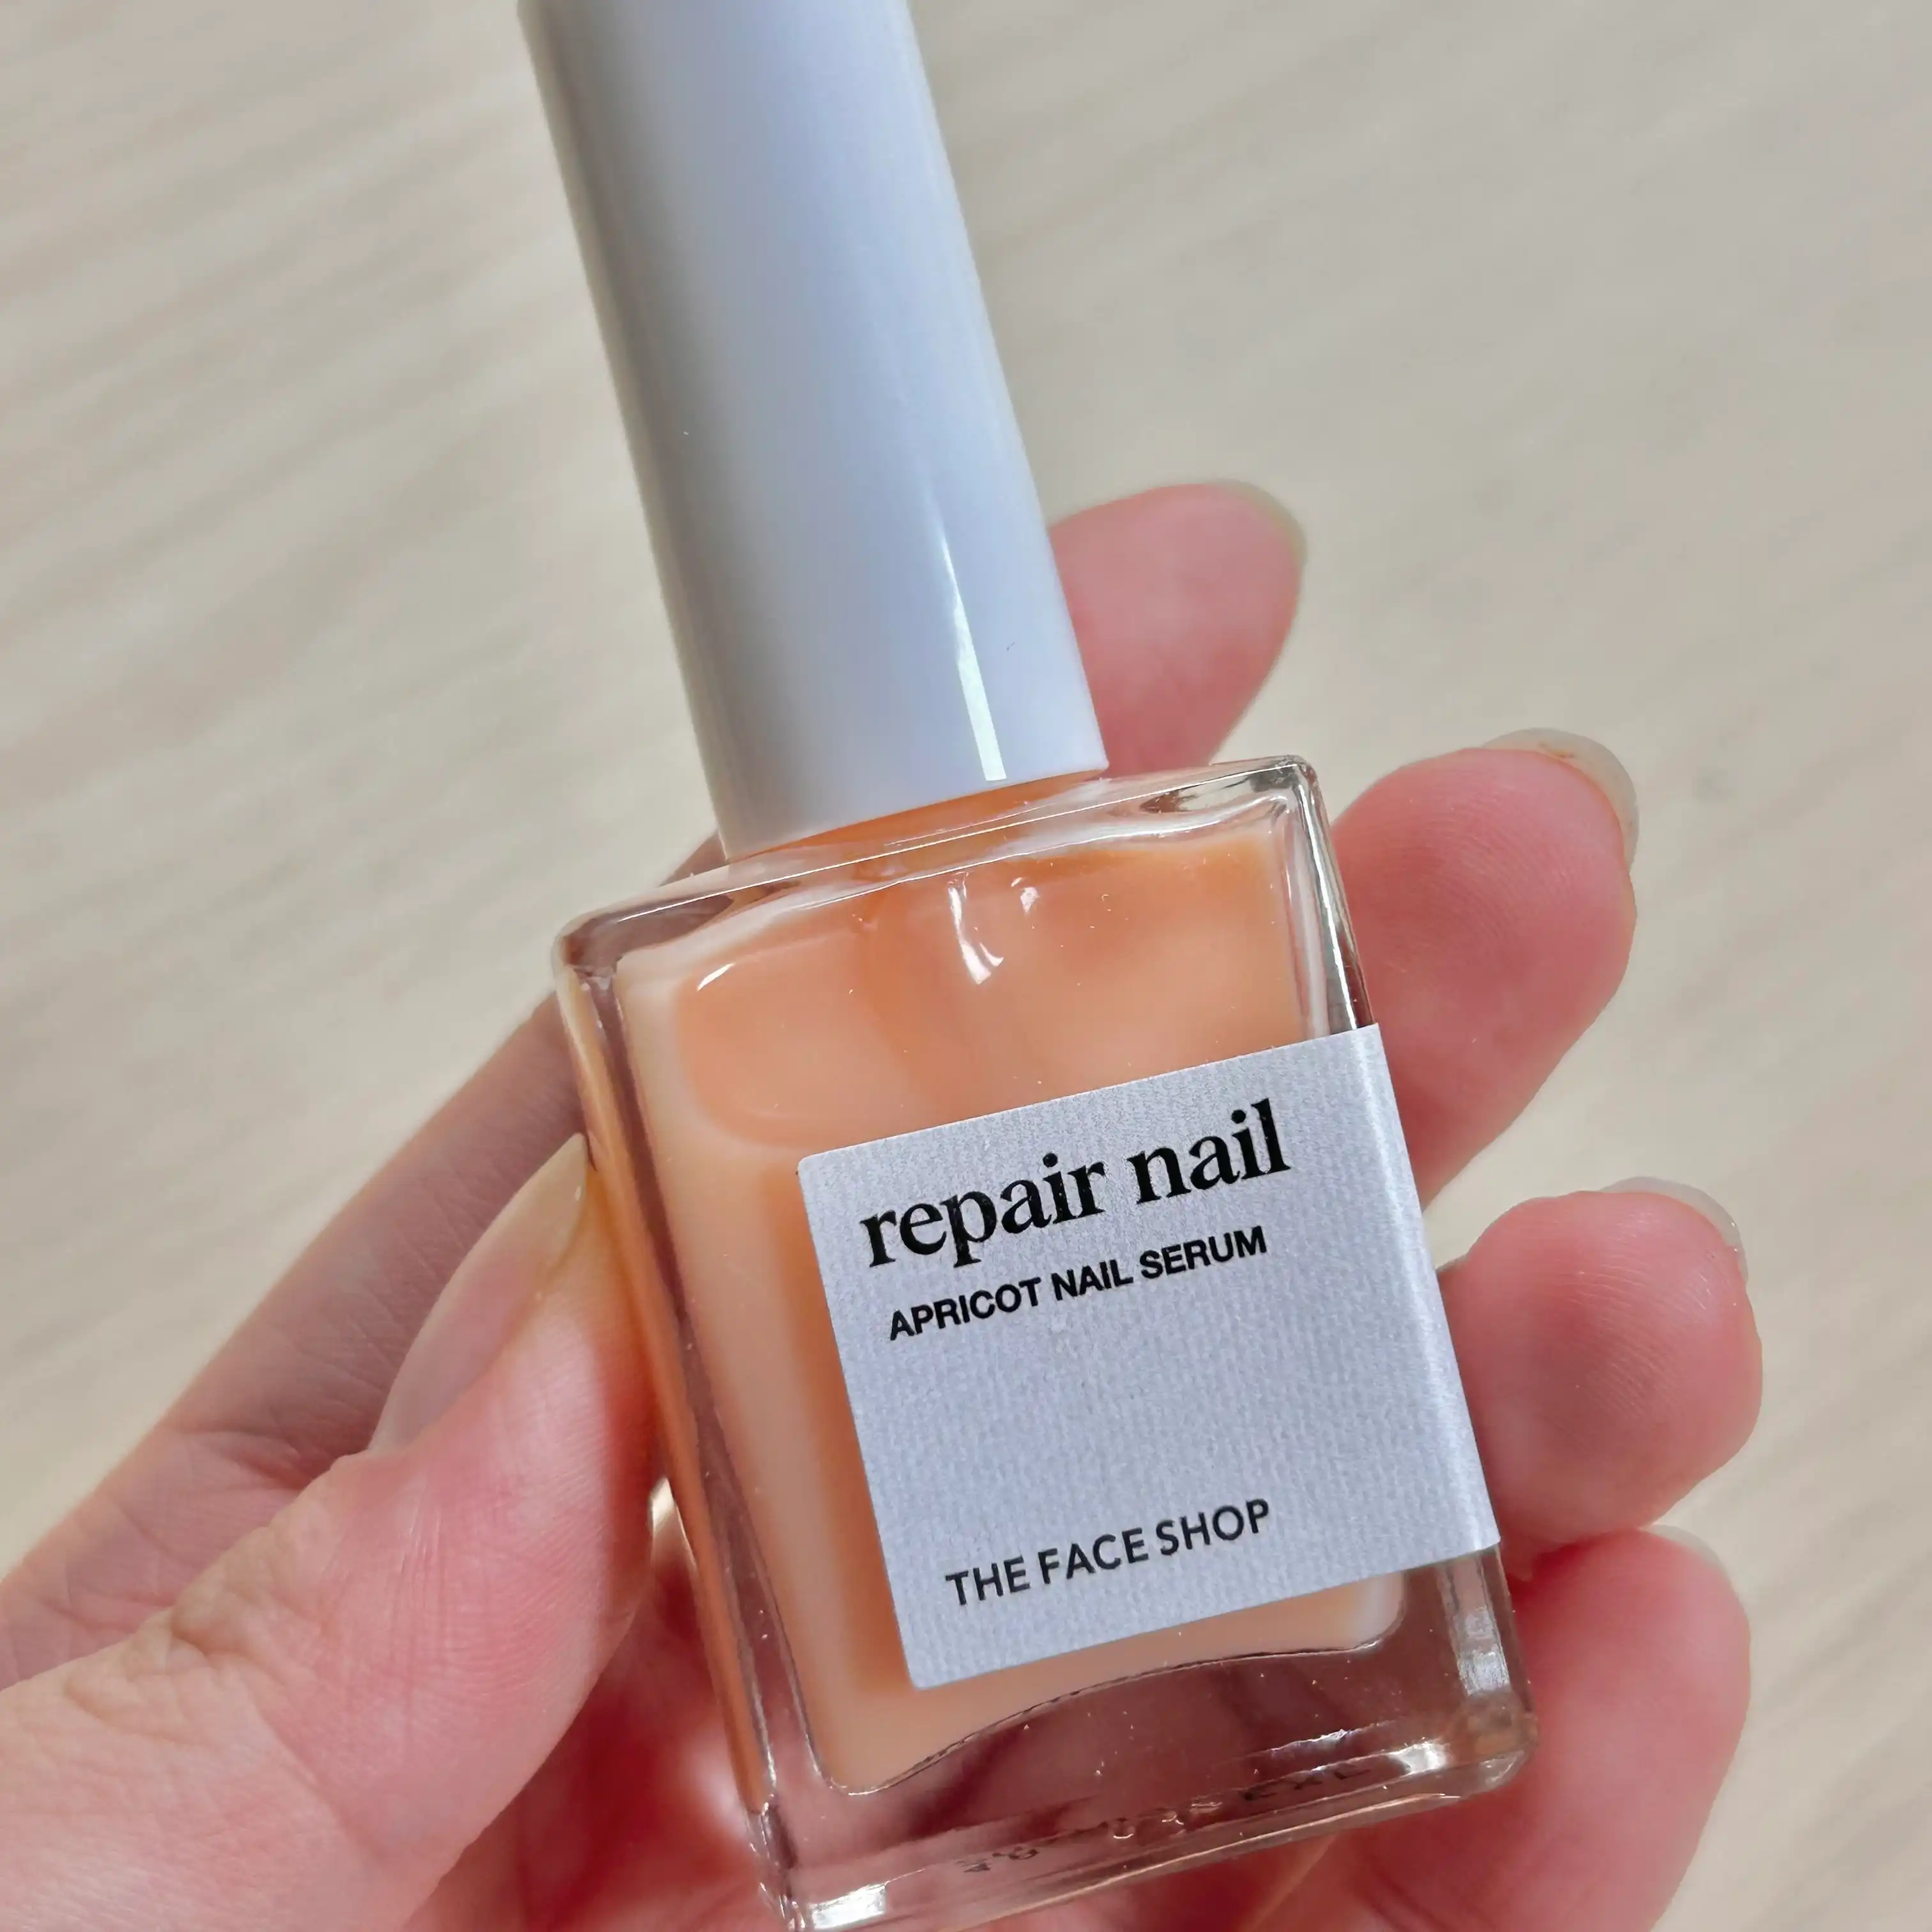 repair nail
APRICOT NAIL SERUM
THE FACE SHOP